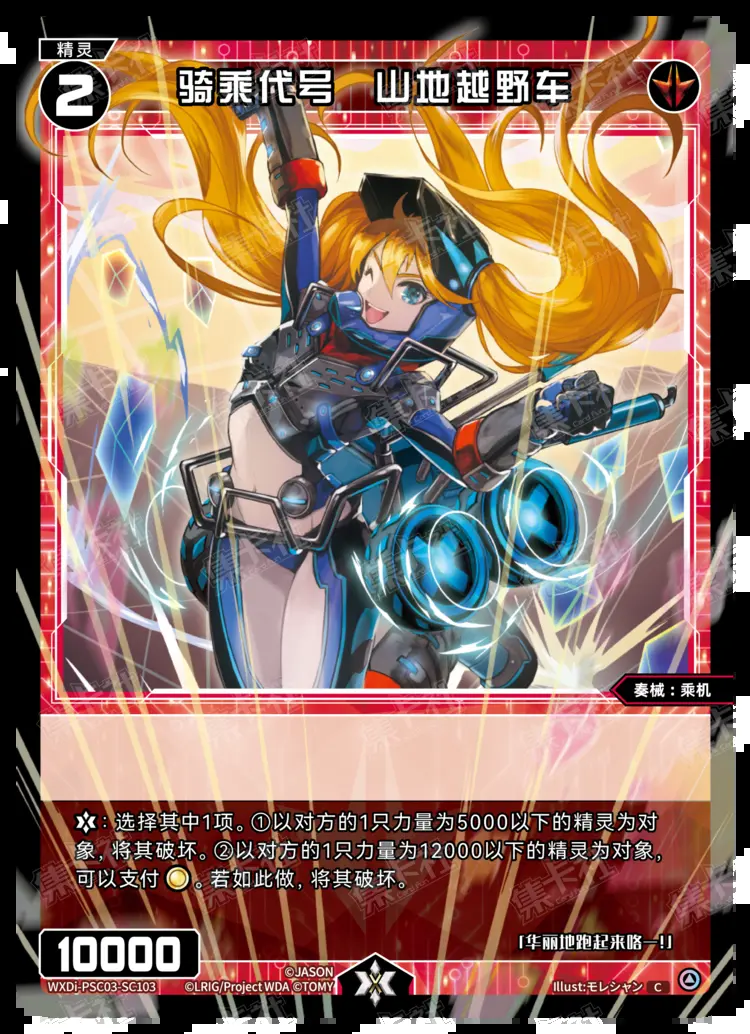 精灵
2
骑乘代号 山地越野车
奏械：乘机
：选择其中1项。①以对方的1只力量为5000以下的精灵为对
象，将其破坏。②以对方的1只力量为12000以下的精灵为对象，
可以支付。若如此做，将其破坏。
「华丽地跑起来咯—!」
10000
©JASON
WXDi-PSC03-SC103 ©LRIG/Project WDA ©TOMY Illust:モレシャン C
集卡社